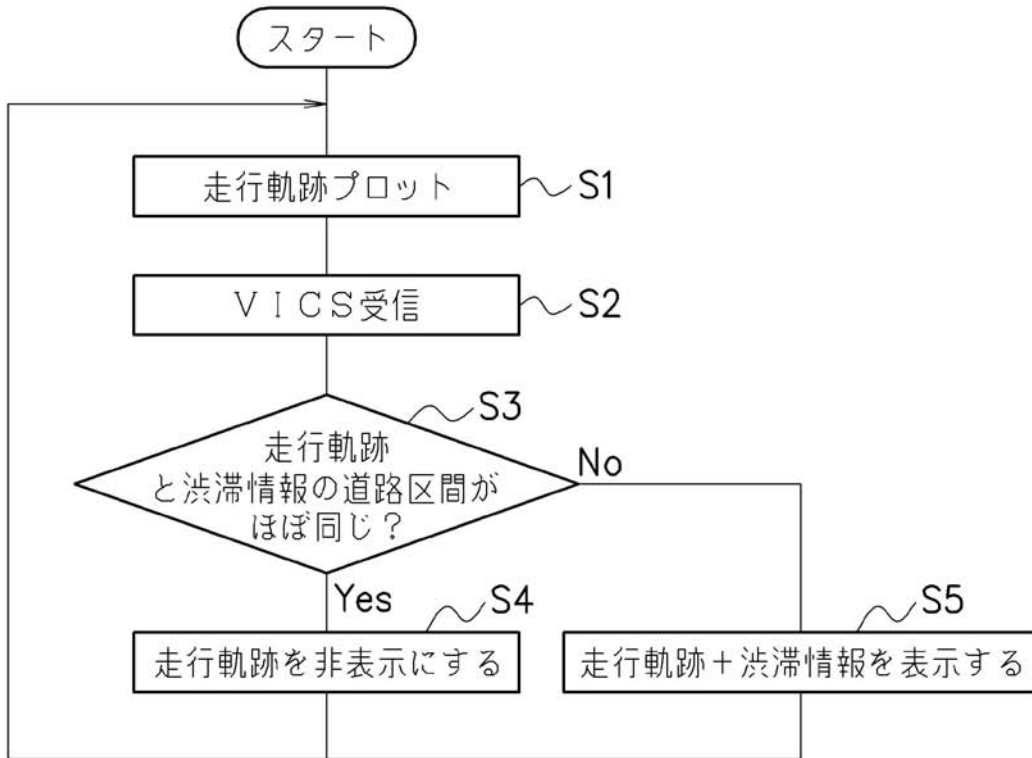 スタート
走行軌跡プロット
S1
VICS受信
S2
S3
走行軌跡
と渋滞情報の道路区間が
ほぼ同じ？
No
Yes
S4
S5
走行軌跡を非表示にする
走行軌跡+渋滞情報を表示する